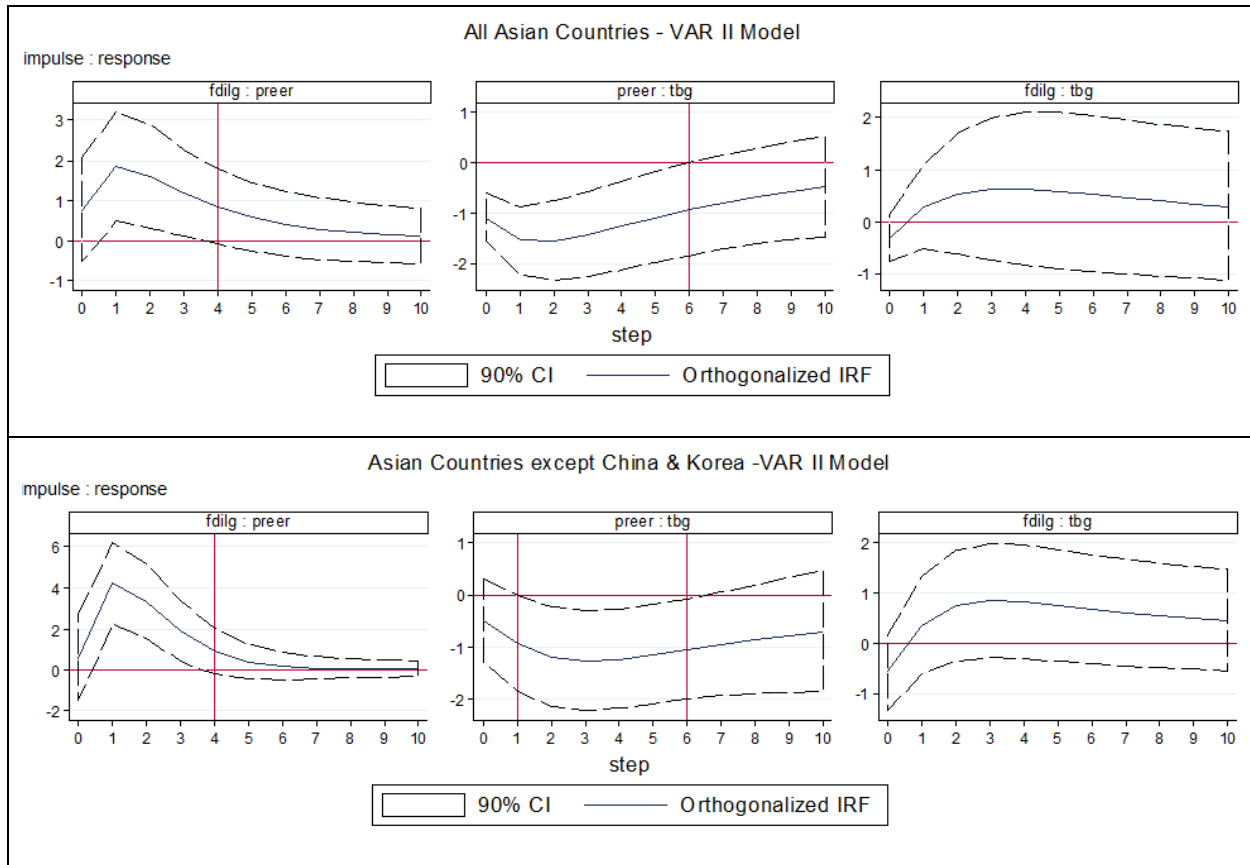 All Asian Countries - VAR II Model
impulse : response
fdilg : preer
preer : tbg
fdilg : tbg
3
2
1
0
-1
0 1 2 3 4 5 6 7 8 9 10
1
0
-1
-2
0 1 2 3 4 5 6 7 8 9 10
2
1
0
-1
0 1 2 3 4 5 6 7 8 9 10
step
90% CI
Orthogonalized IRF
Asian Countries except China & Korea -VAR II Model
impulse : response
fdilg : preer
preer : tbg
fdilg : tbg
6
4
2
0
-2
0 1 2 3 4 5 6 7 8 9 10
1
0
-1
-2
0 1 2 3 4 5 6 7 8 9 10
2
1
0
-1
0 1 2 3 4 5 6 7 8 9 10
step
90% CI
Orthogonalized IRF